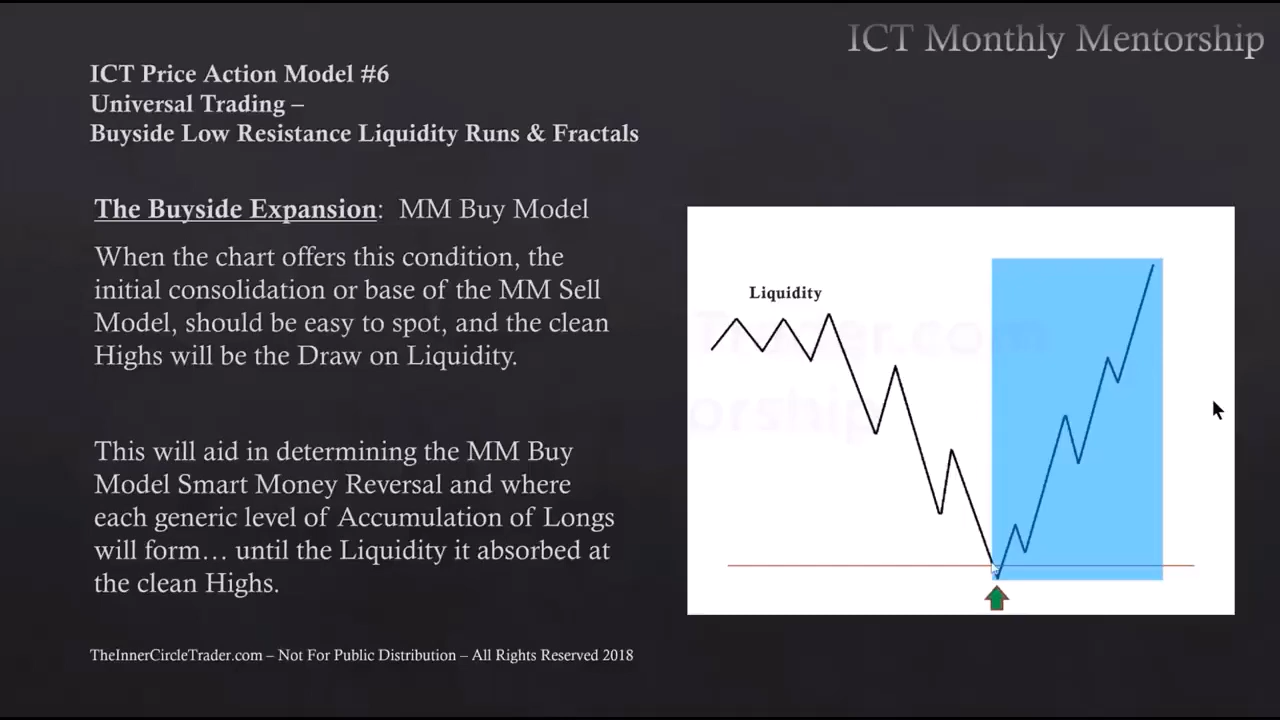 ICT Monthly Mentorship
ICT Price Action Model #6
Universal Trading –
Buyside Low Resistance Liquidity Runs & Fractals
The Buyside Expansion: MM Buy Model
When the chart offers this condition, the
initial consolidation or base of the MM Sell
Model, should be easy to spot, and the clean
Highs will be the Draw on Liquidity.
This will aid in determining the MM Buy
Model Smart Money Reversal and where
each generic level of Accumulation of Longs
will form… until the Liquidity it absorbed at
the clean Highs.
Liquidity
Trader.com
orship
TheInnerCircleTrader.com – Not For Public Distribution – All Rights Reserved 2018